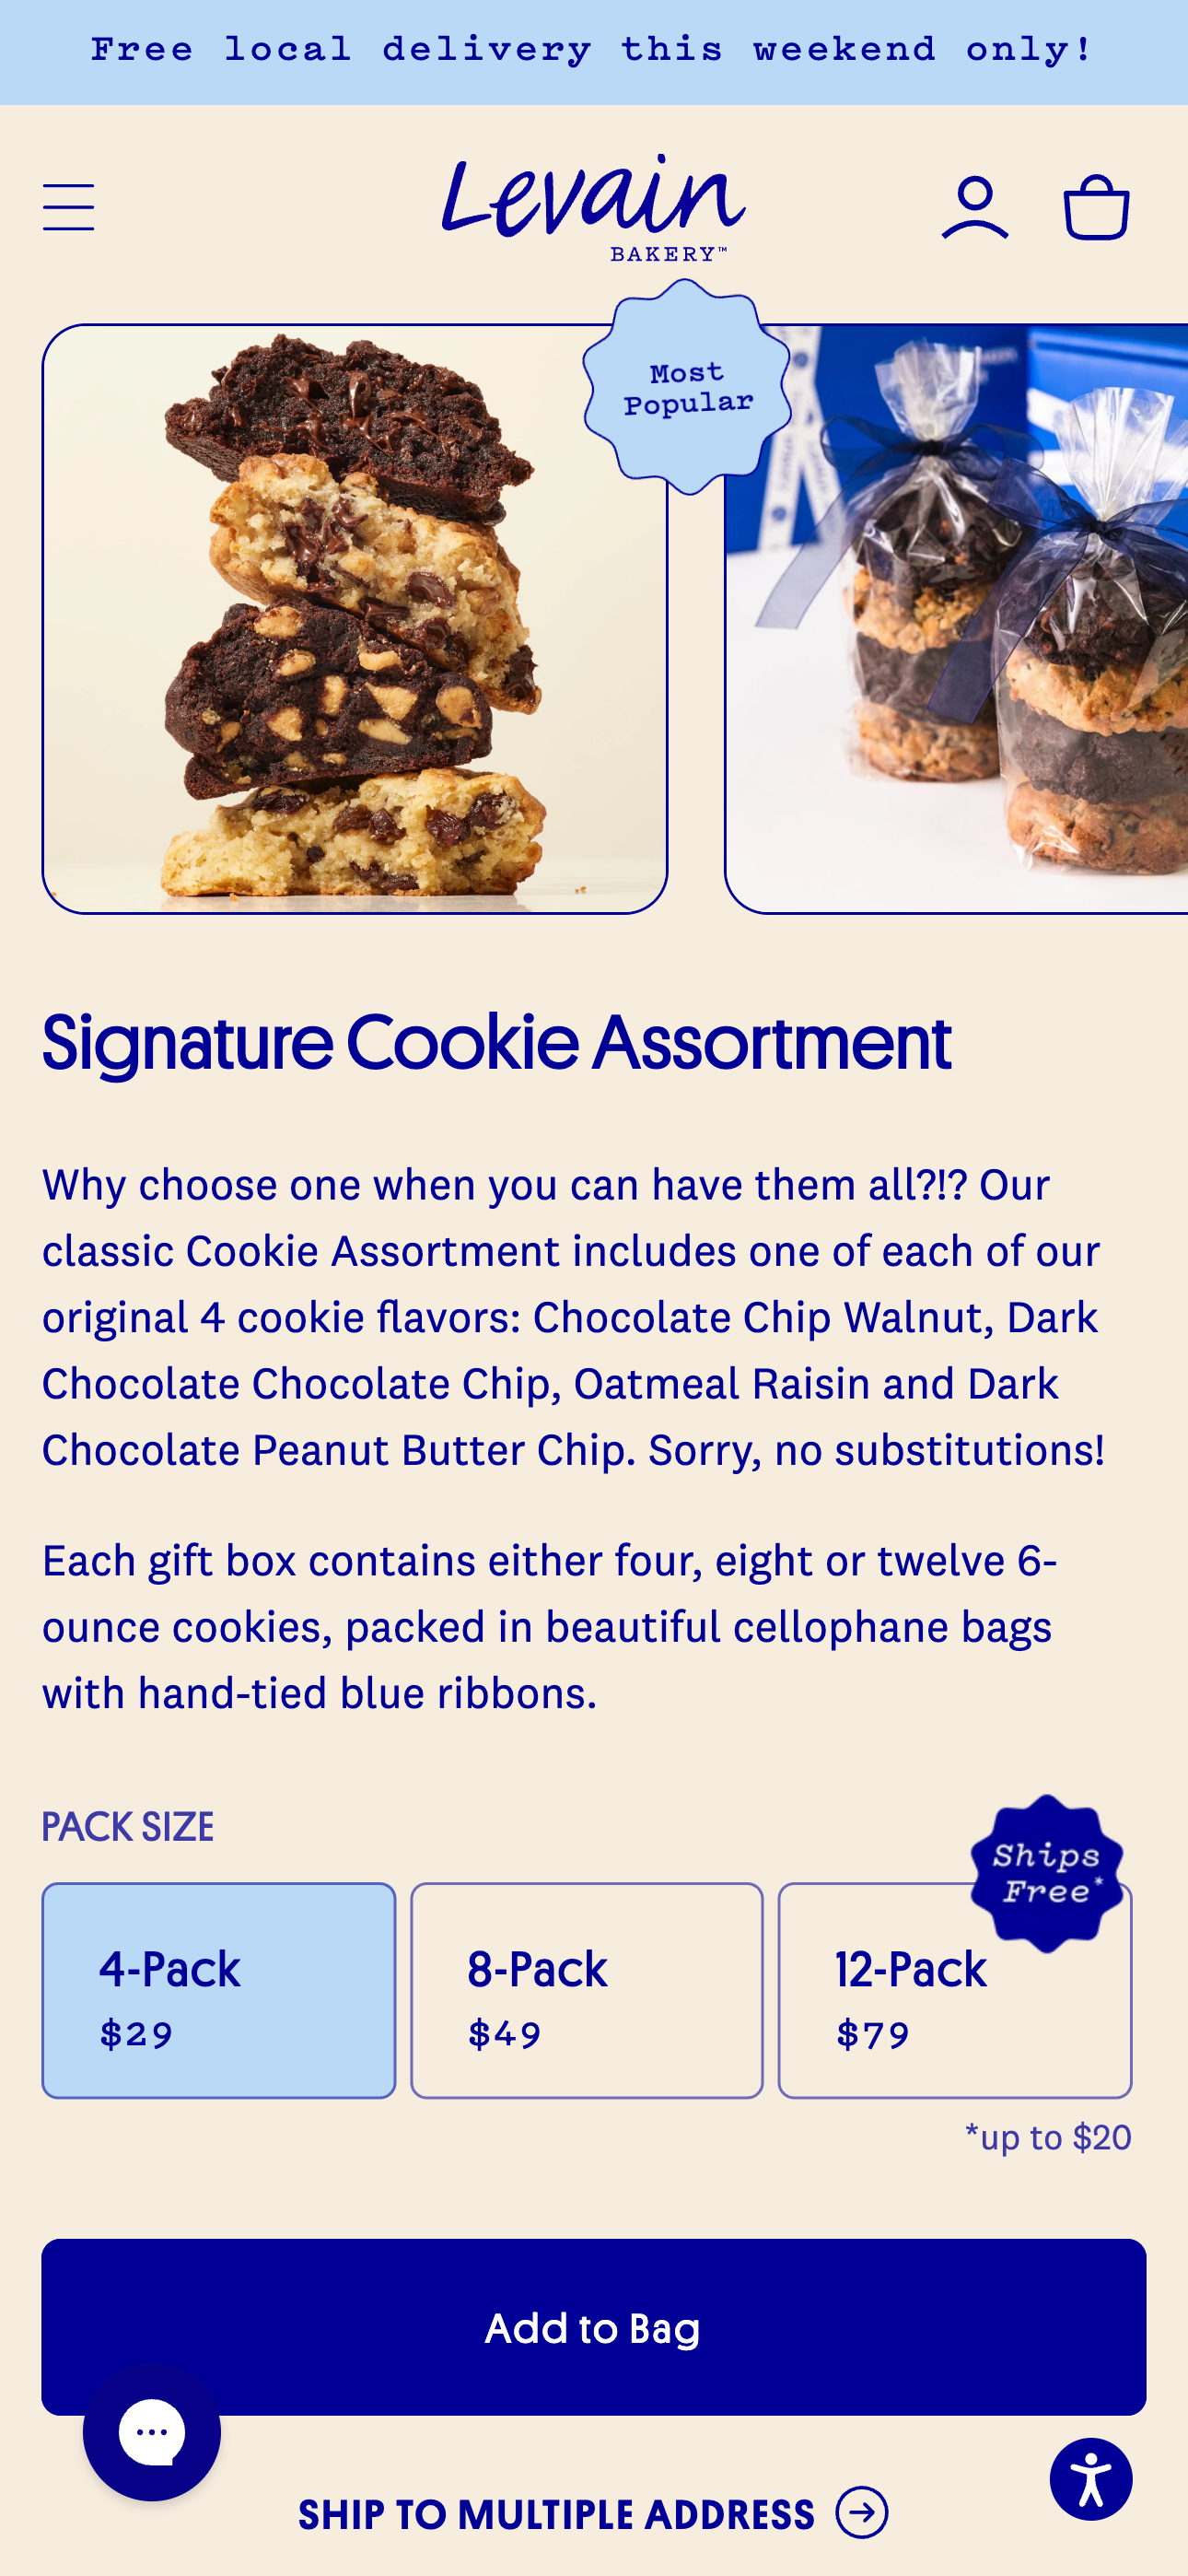 Free local delivery this weekend only!
Levain
BAKERY™
Most
Popular
Signature Cookie Assortment
Why choose one when you can have them all?!? Our
classic Cookie Assortment includes one of each of our
original 4 cookie flavors: Chocolate Chip Walnut, Dark
Chocolate Chocolate Chip, Oatmeal Raisin and Dark
Chocolate Peanut Butter Chip. Sorry, no substitutions!
Each gift box contains either four, eight or twelve 6-
ounce cookies, packed in beautiful cellophane bags
with hand-tied blue ribbons.
PACK SIZE
Ships
Free*
4-Pack
$29
8-Pack
$49
12-Pack
$79
*up to $20
Add to Bag
SHIP TO MULTIPLE ADDRESS